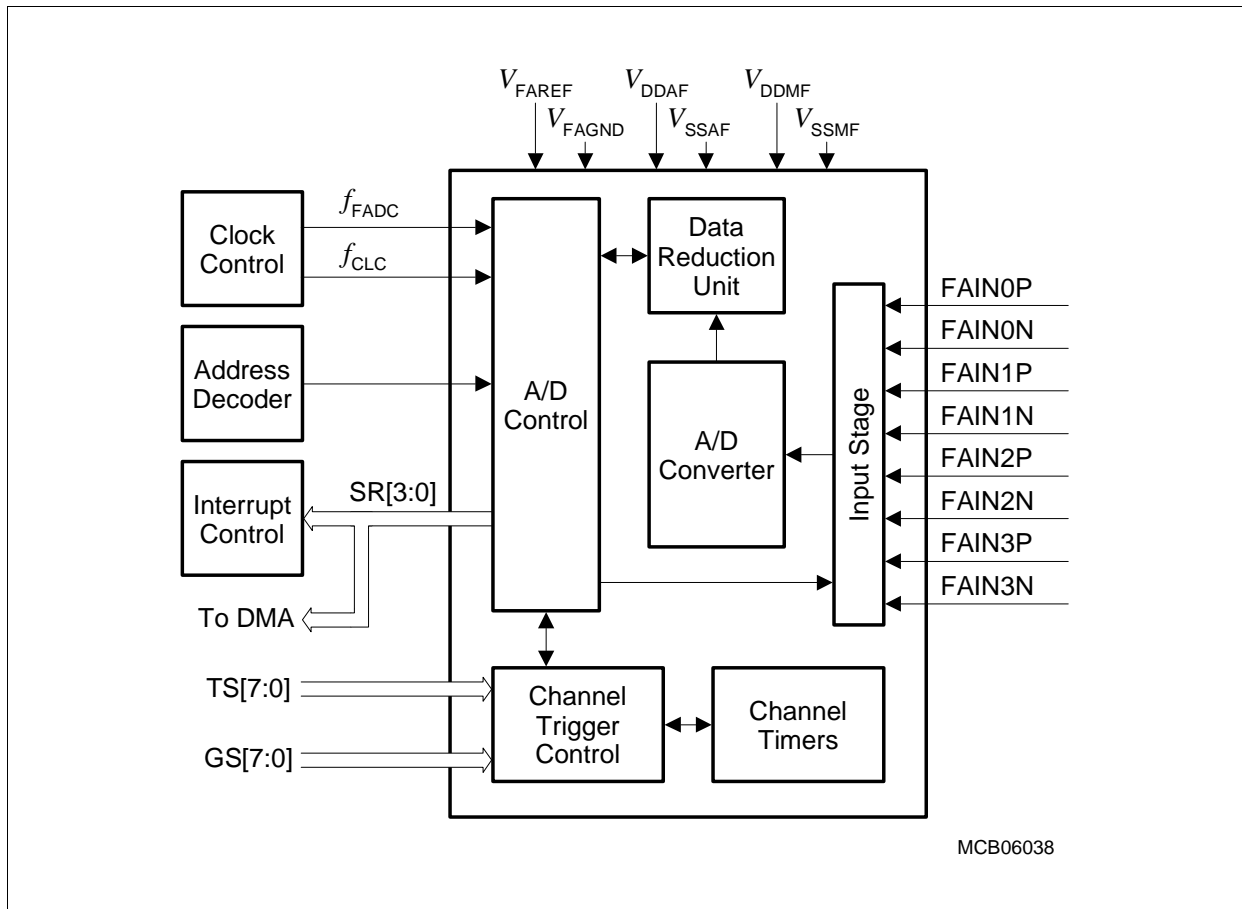 V_FAREF V_DDAF V_DDMF
V_FAGND V_SSAF V_SSMF
Clock
Control
f_FADC
f_CLC
Address
Decoder
Interrupt
Control
SR[3:0]
To DMA
TS[7:0]
GS[7:0]
A/D
Control
Data
Reduction
Unit
A/D
Converter
Input Stage
FAIN0P
FAIN0N
FAIN1P
FAIN1N
FAIN2P
FAIN2N
FAIN3P
FAIN3N
Channel
Trigger
Control
Channel
Timers
MCB06038